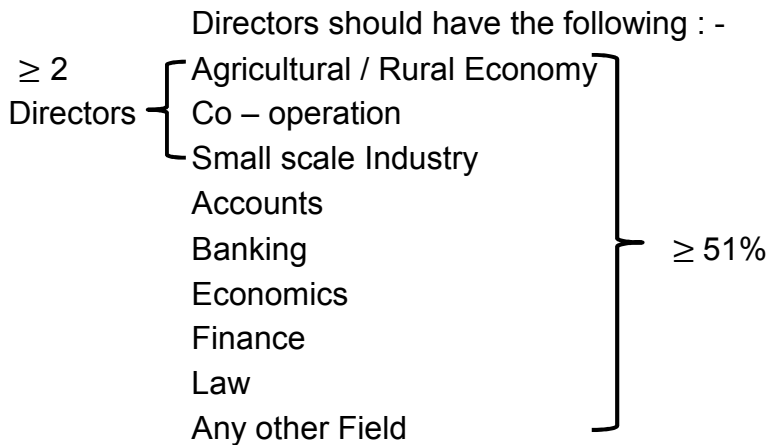 Directors should have the following : -
≥ 2 Agricultural / Rural Economy
Directors Co – operation
Small scale Industry
Accounts
Banking
≥ 51%
Economics
Finance
Law
Any other Field